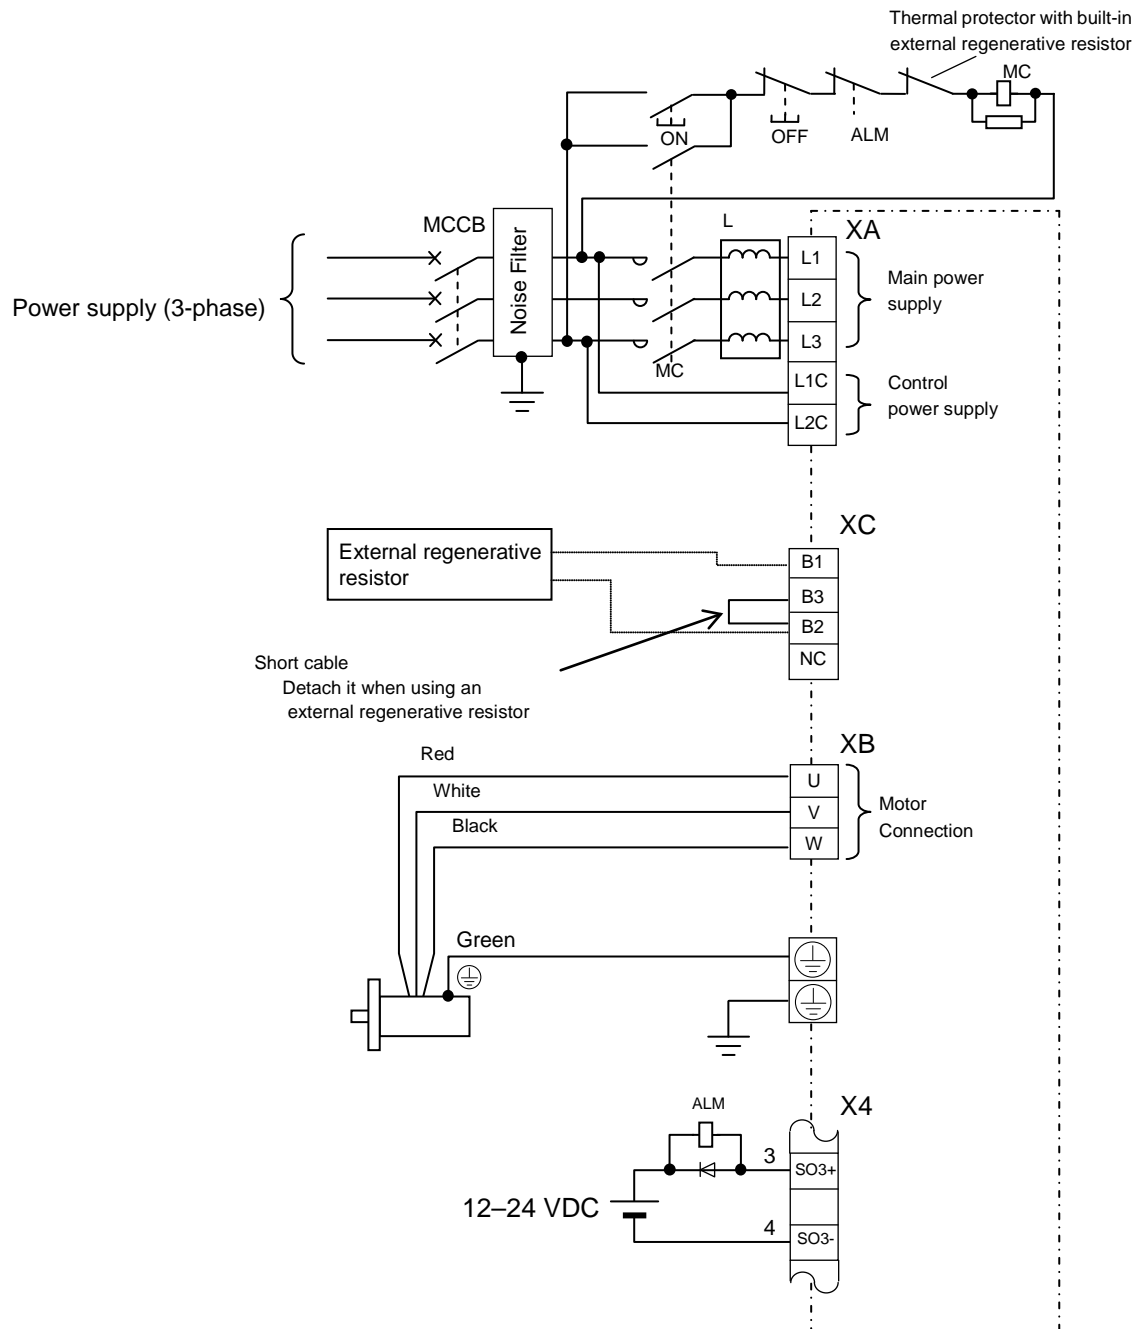 Thermal protector with built-in
external regenerative resistor
MC
ON
OFF
ALM
MCCB
Noise Filter
L
XA
Power supply (3-phase)
L1
L2
L3
L1C
L2C
Main power
supply
MC
Control
power supply
XC
External regenerative
resistor
B1
B3
B2
NC
Short cable
Detach it when using an
external regenerative resistor
XB
Red
White
Black
U
V
W
Motor
Connection
Green
X4
ALM
3
SO3+
12–24 VDC
4
SO3-